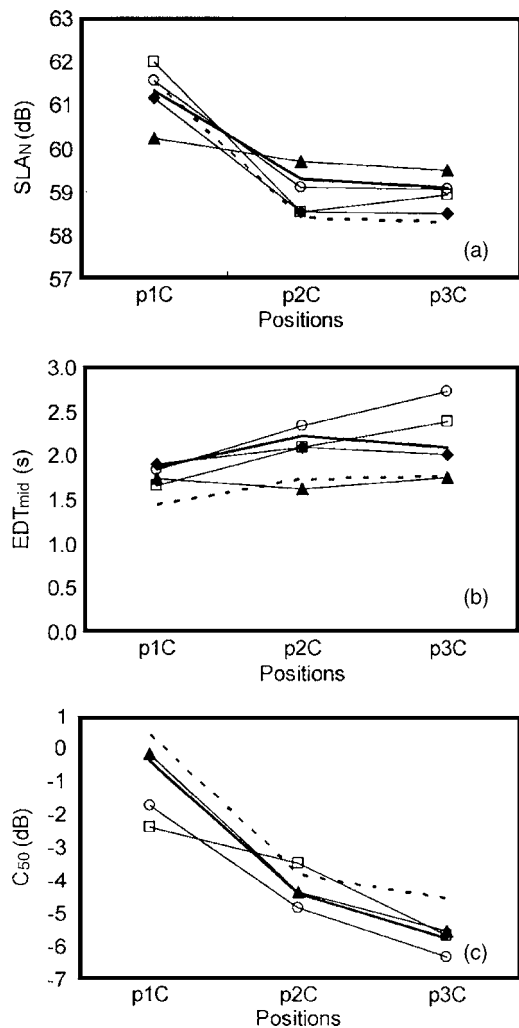 63
62
61
60
59
58
57
SLAN (dB)
(a)
p1C p2C p3C
Positions
3.0
2.5
2.0
1.5
1.0
0.5
0.0
EDTmid (s)
(b)
p1C p2C p3C
Positions
1
0
-1
-2
-3
-4
-5
-6
-7
C50 (dB)
(c)
p1C p2C p3C
Positions